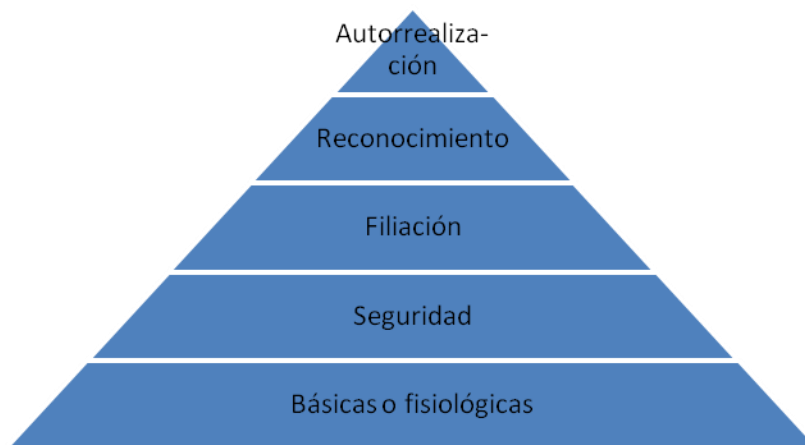 Autorrealiza-
ción
Reconocimiento
Filiación
Seguridad
Básicas o fisiológicas